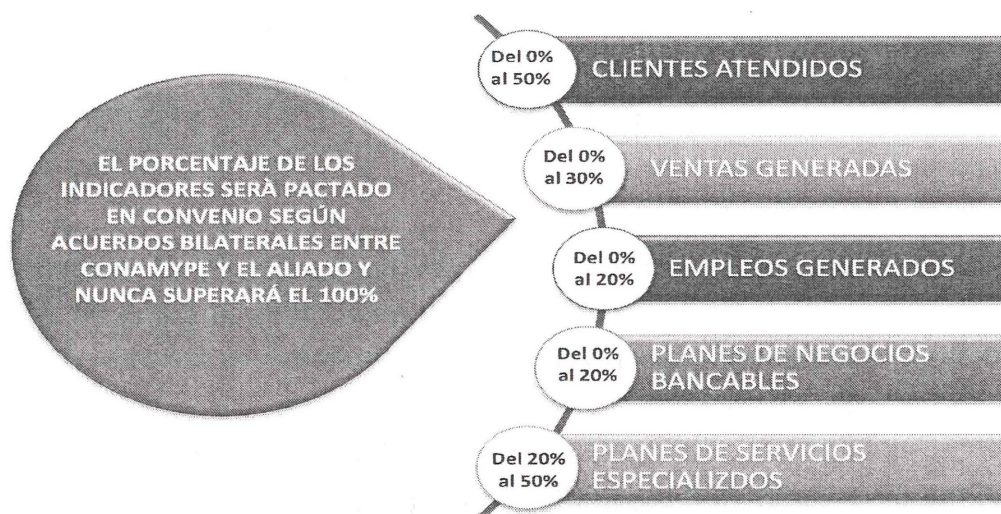 EL PORCENTAJE DE LOS
INDICADORES SERÀ PACTADO
EN CONVENIO SEGÚN
ACUERDOS BILATERALES ENTRE
CONAMYPE Y EL ALIADO Y
NUNCA SUPERARÁ EL 100%
Del 0%
al 50%
CLIENTES ATENDIDOS
Del 0%
al 30%
VENTAS GENERADAS
Del 0%
al 20%
EMPLEOS GENERADOS
Del 0%
al 20%
PLANES DE NEGOCIOS
BANCABLES
Del 20%
al 50%
PLANES DE SERVICIOS
ESPECIALIZDOS